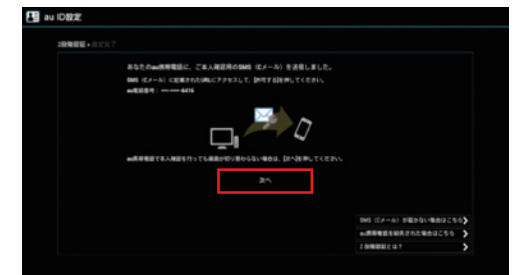 au ID設定
2段階認証 > 設定完了
あなたのau携帯電話に、ご本人確認用のSMS（Cメール）を送信しました。
SMS（Cメール）に記載されたURLにアクセスして、[許可する]を押してください。
au電話番号：***-****-6416
au携帯電話で本人確認を行っても画面が切り替わらない場合は、[次へ]を押してください。
次へ
SMS（Cメール）が届かない場合はこちら
au携帯電話を紛失された場合はこちら
2段階認証とは？